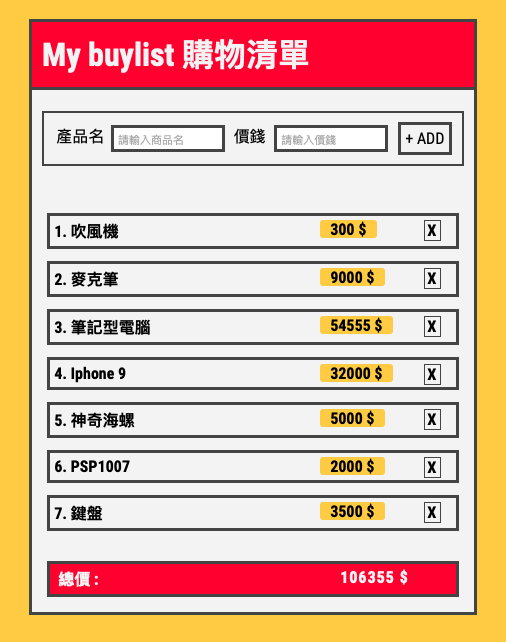 My buylist 購物清單
產品名 請輸入商品名 價錢 請輸入價錢 + ADD
1. 吹風機 300 $ X
2. 麥克筆 9000 $ X
3. 筆記型電腦 54555 $ X
4. Iphone 9 32000 $ X
5. 神奇海螺 5000 $ X
6. PSP1007 2000 $ X
7. 鍵盤 3500 $ X
總價 : 106355 $